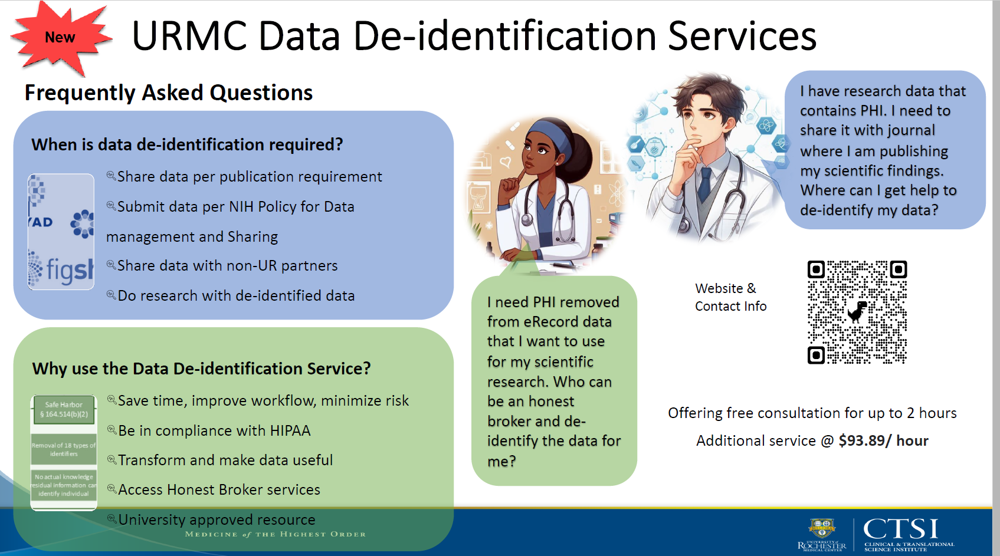 New
URMC Data De-identification Services
Frequently Asked Questions
When is data de-identification required?
Share data per publication requirement
Submit data per NIH Policy for Data
management and Sharing
Share data with non-UR partners
Do research with de-identified data
YAD
figsh
Why use the Data De-identification Service?
Safe Harbor
§ 164.514(b)(2)
Removal of 18 types of
identifiers
No actual knowledge
residual information can
identify individual
Save time, improve workflow, minimize risk
Be in compliance with HIPAA
Transform and make data useful
Access Honest Broker services
University approved resource
I need PHI removed
from eRecord data
that I want to use
for my scientific
research. Who can
be an honest
broker and de-
identify the data for
me?
I have research data that
contains PHI. I need to
share it with journal
where I am publishing
my scientific findings.
Where can I get help to
de-identify my data?
Website &
Contact Info
Offering free consultation for up to 2 hours
Additional service @ $93.89/ hour
MEDICINE of THE HIGHEST ORDER
MELIORA
UNIVERSITY of
ROCHESTER
MEDICAL CENTER
CTSI
CLINICAL & TRANSLATIONAL
SCIENCE INSTITUTE